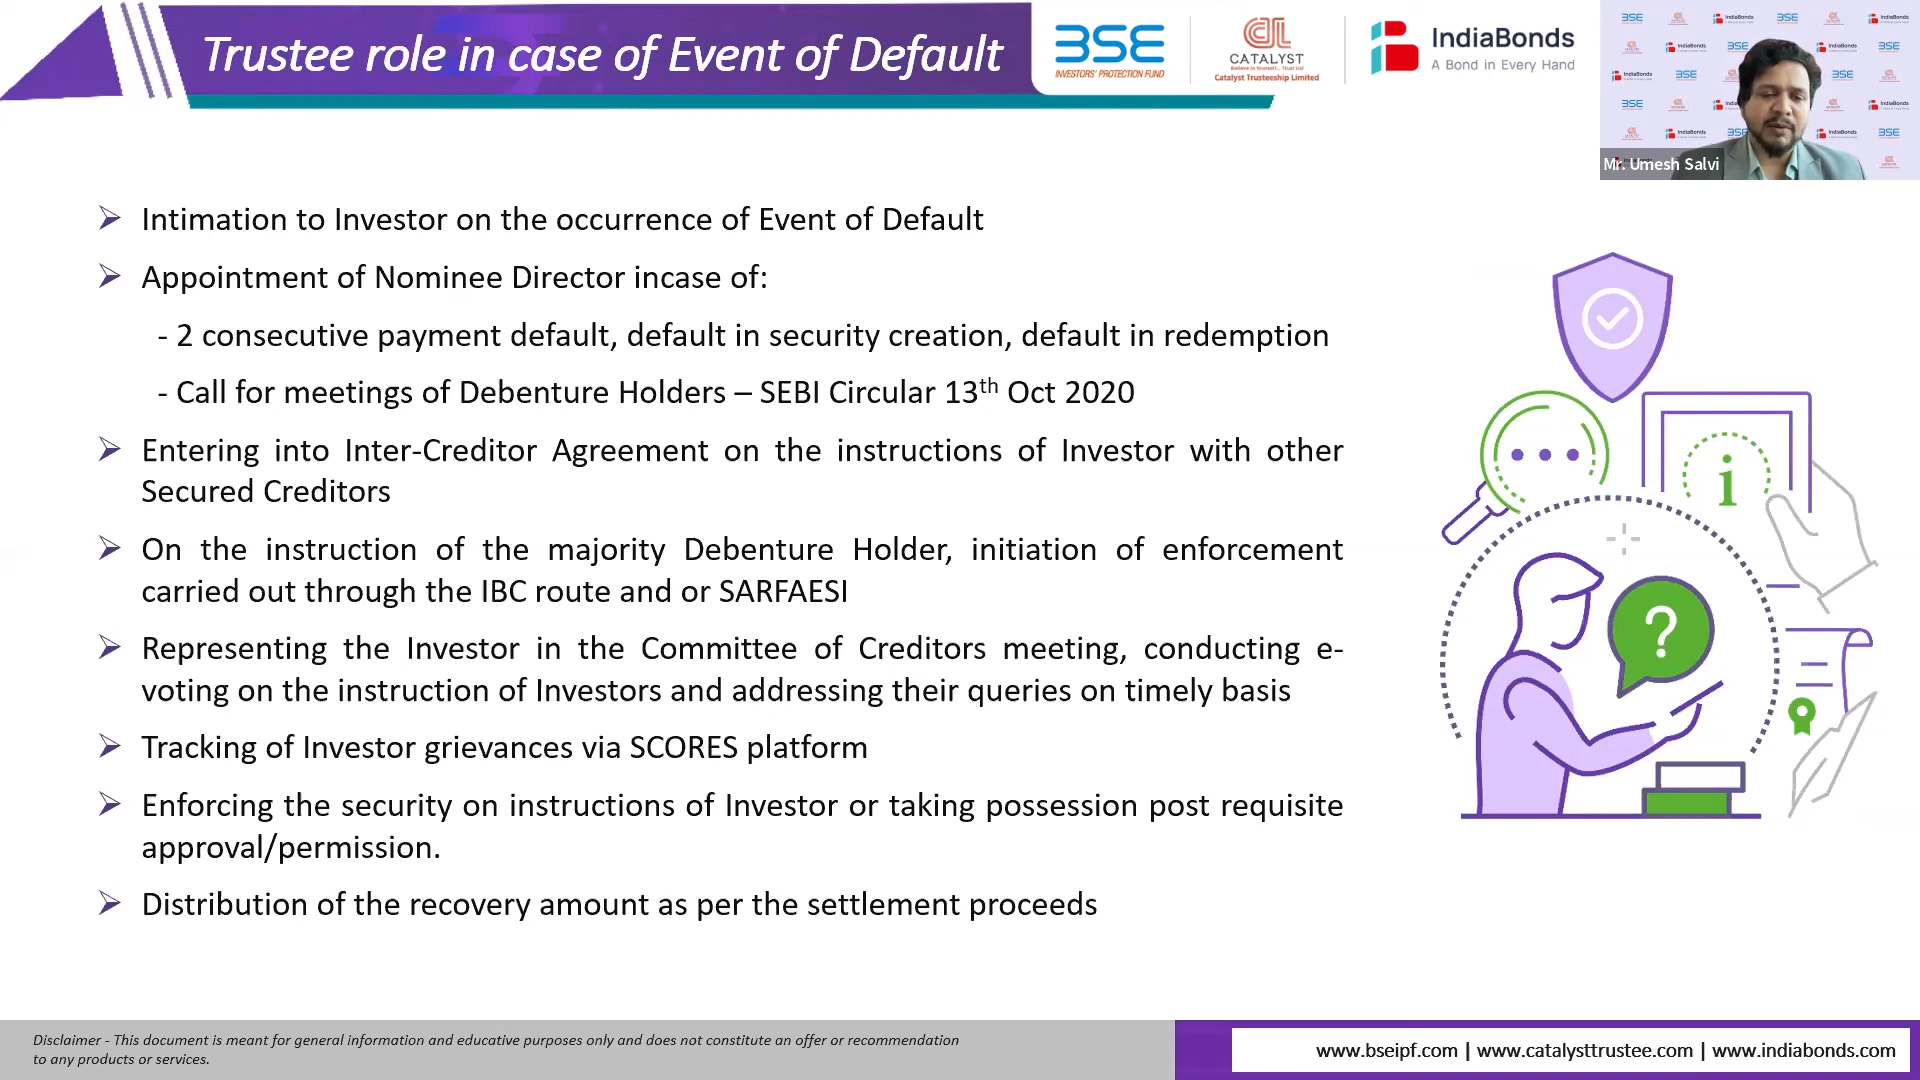 Trustee role in case of Event of Default
BSE
INVESTORS' PROTECTION FUND
CATALYST
Believe in Yourself... Trust Us!
Catalyst Trusteeship Limited
IndiaBonds
A Bond in Every Hand
Mr. Umesh Salvi
➢ Intimation to Investor on the occurrence of Event of Default
➢ Appointment of Nominee Director incase of:
- 2 consecutive payment default, default in security creation, default in redemption
- Call for meetings of Debenture Holders – SEBI Circular 13th Oct 2020
➢ Entering into Inter-Creditor Agreement on the instructions of Investor with other
Secured Creditors
➢ On the instruction of the majority Debenture Holder, initiation of enforcement
carried out through the IBC route and or SARFAESI
➢ Representing the Investor in the Committee of Creditors meeting, conducting e-
voting on the instruction of Investors and addressing their queries on timely basis
➢ Tracking of Investor grievances via SCORES platform
➢ Enforcing the security on instructions of Investor or taking possession post requisite
approval/permission.
➢ Distribution of the recovery amount as per the settlement proceeds
i
?
Disclaimer - This document is meant for general information and educative purposes only and does not constitute an offer or recommendation
to any products or services.
www.bseipf.com | www.catalysttrustee.com | www.indiabonds.com